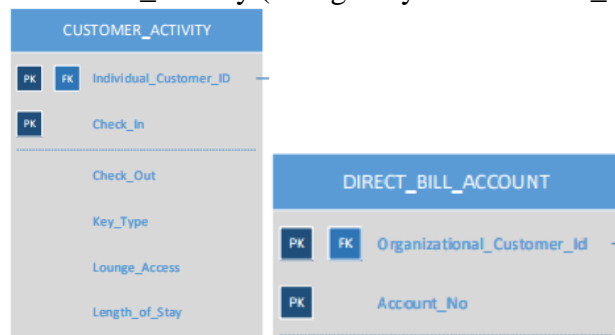 CUSTOMER_ACTIVITY
PK FK Individual_Customer_ID
PK Check_In
Check_Out
Key_Type
Lounge_Access
Length_of_Stay
DIRECT_BILL_ACCOUNT
PK FK Organizational_Customer_Id
PK Account_No